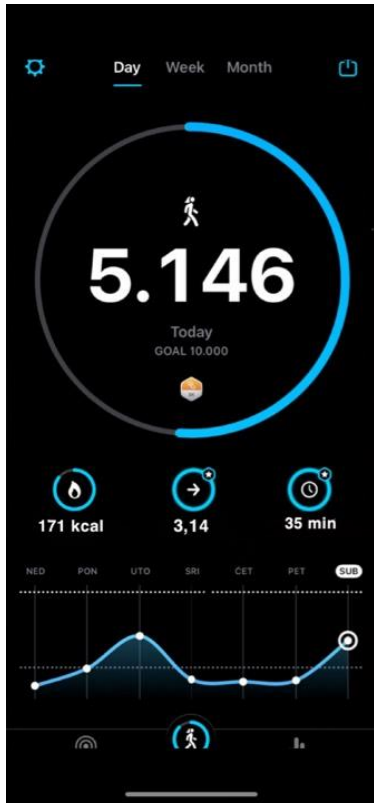 Day Week Month
5.146
Today
GOAL 10.000
171 kcal 3,14 35 min
NED PON UTO SRI ČET PET SUB